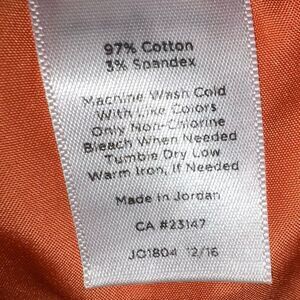 97% Cotton
3% Spandex
Machine Wash Cold
With Like Colors
Only Non-Chlorine
Bleach When Needed
Tumble Dry Low
Warm Iron, If Needed
Made in Jordan
CA #23147
JO1804 12/16